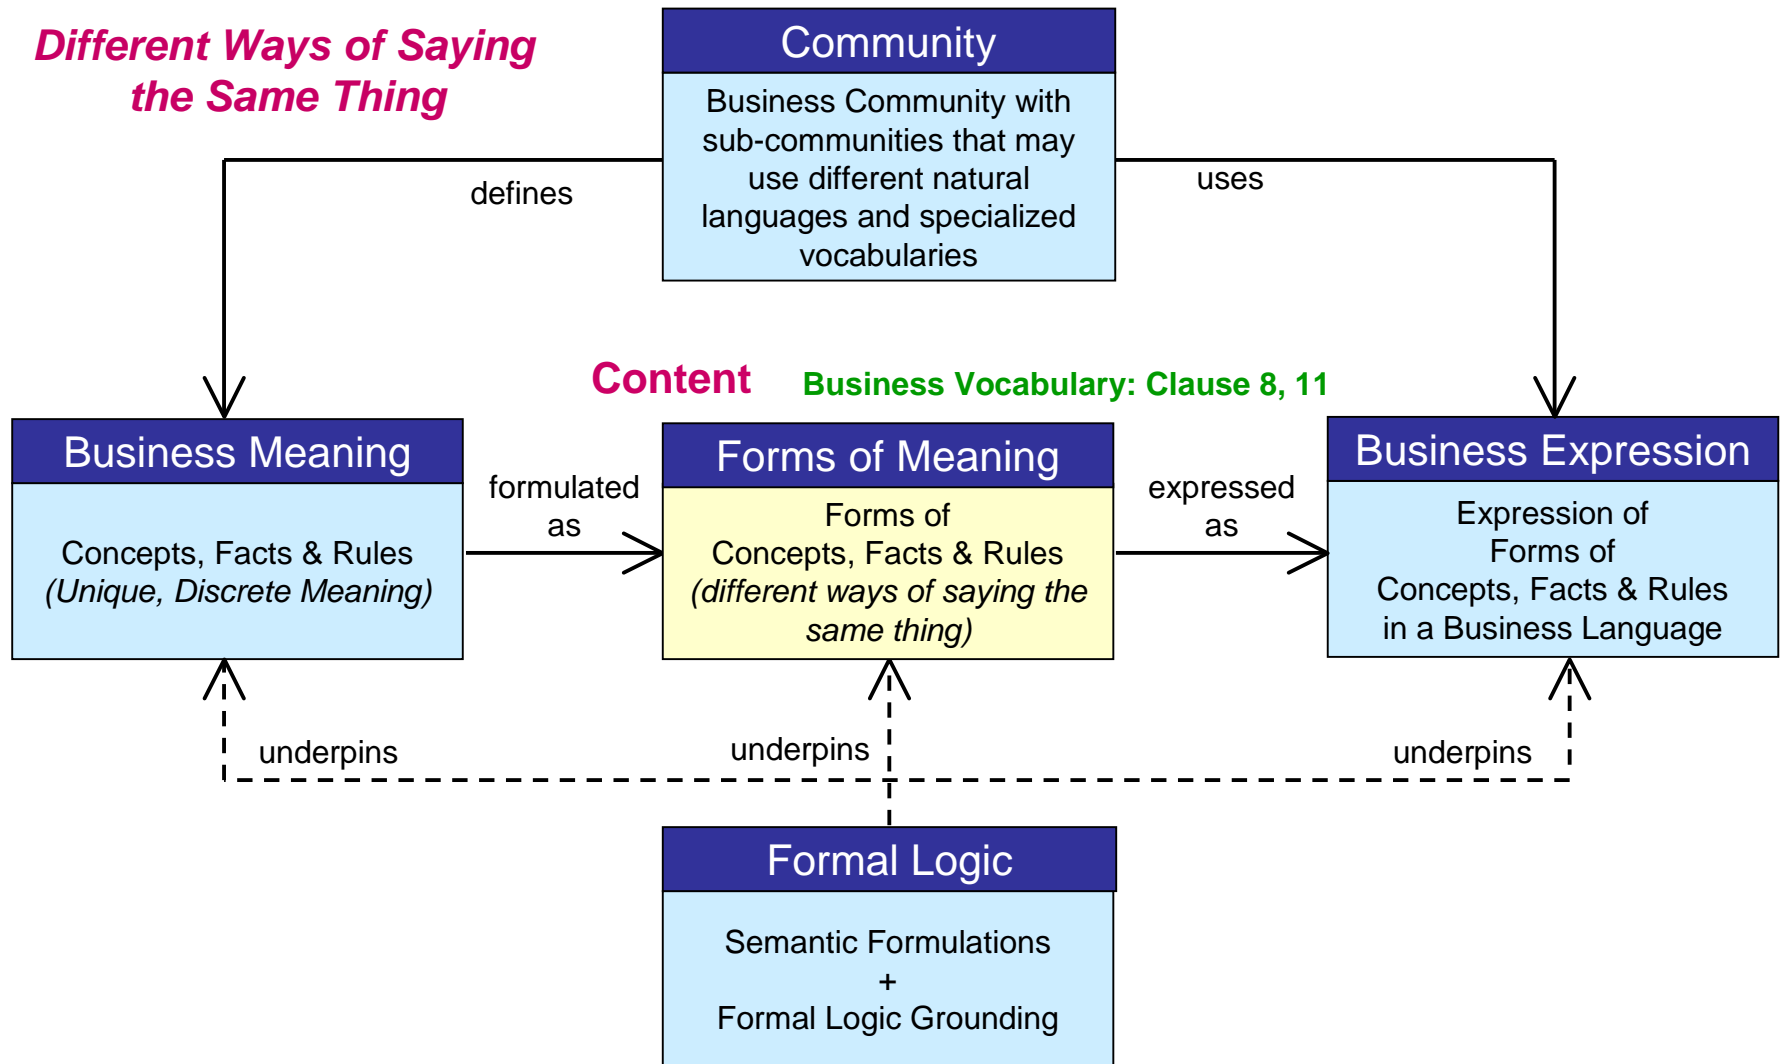 Different Ways of Saying
the Same Thing
Community
Business Community with
sub-communities that may
use different natural
languages and specialized
vocabularies
defines
uses
Content
Business Vocabulary: Clause 8, 11
Business Meaning
Concepts, Facts & Rules
(Unique, Discrete Meaning)
formulated
as
Forms of Meaning
Forms of
Concepts, Facts & Rules
(different ways of saying the
same thing)
expressed
as
Business Expression
Expression of
Forms of
Concepts, Facts & Rules
in a Business Language
underpins
underpins
underpins
Formal Logic
Semantic Formulations
+
Formal Logic Grounding